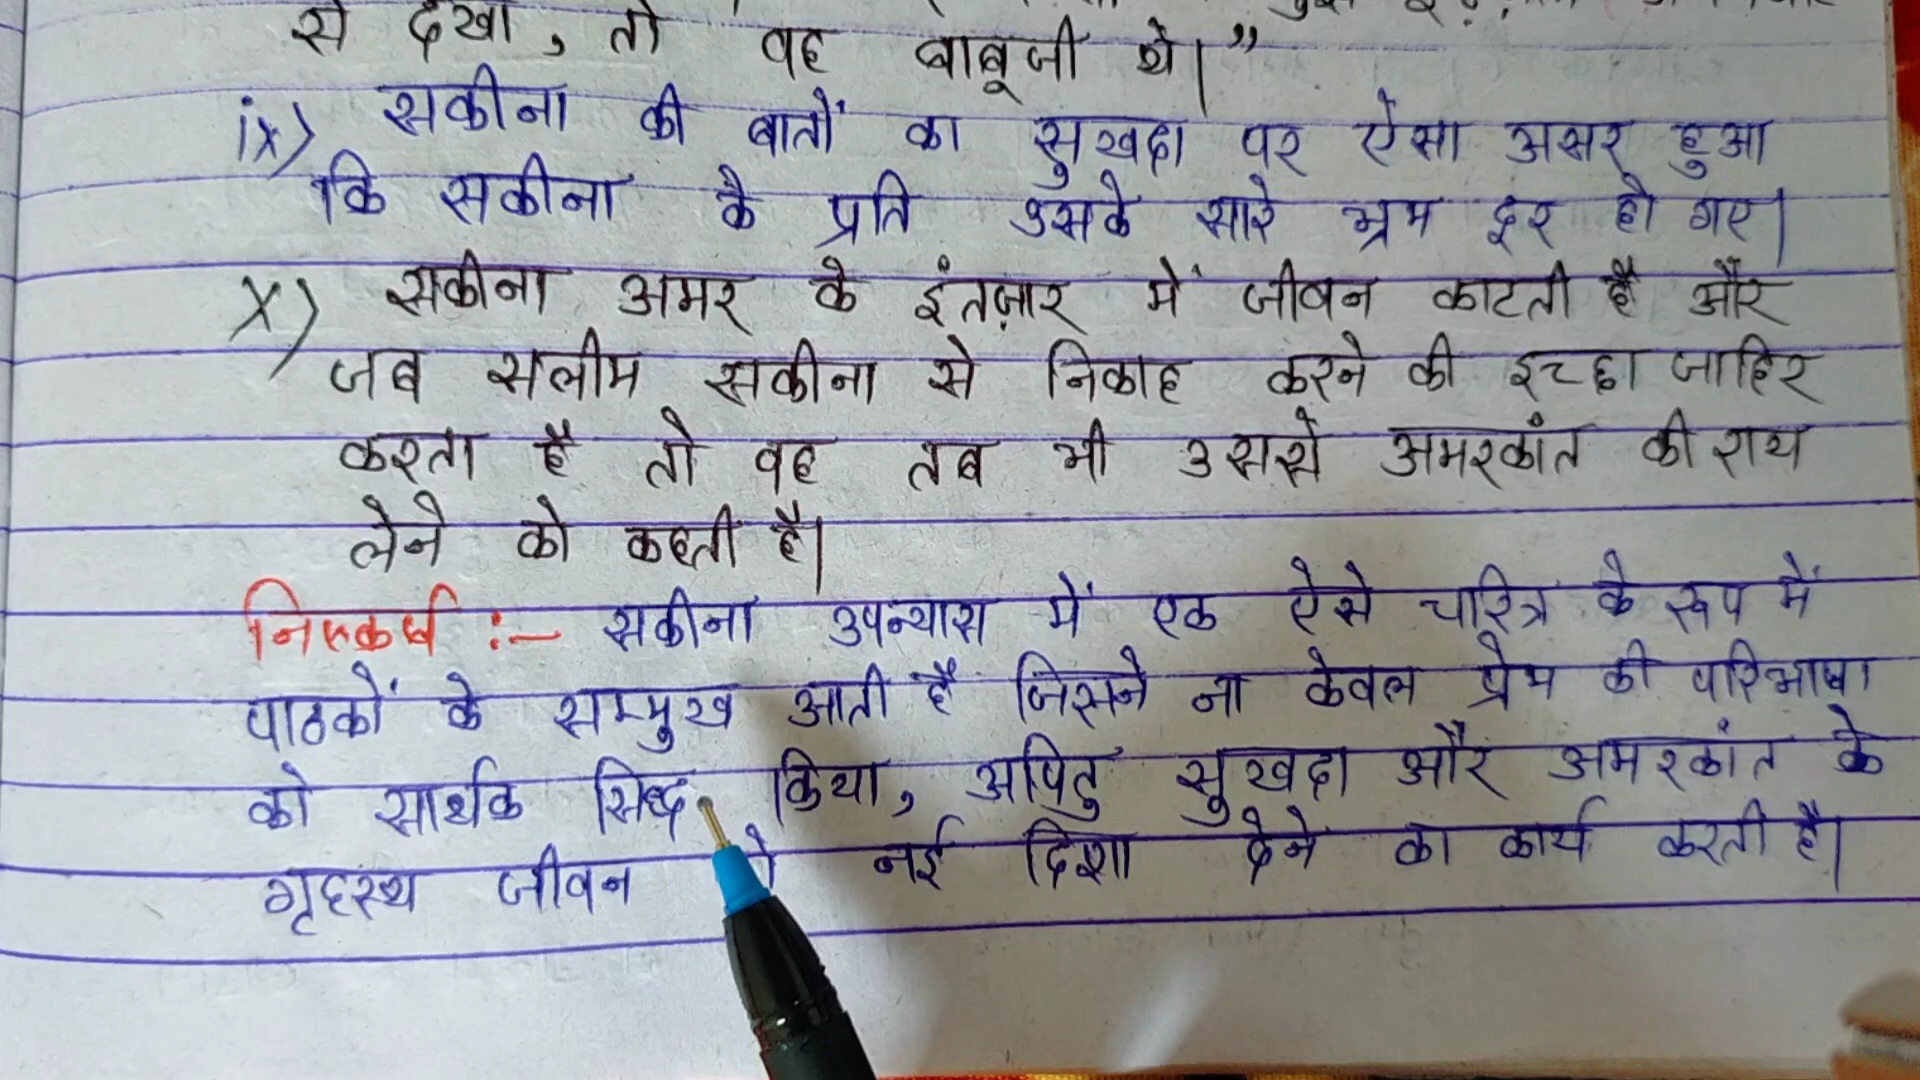 से देखा, तो वह बाबूजी थे।”
ix) सकीना की बातों का सुखदा पर ऐसा असर हुआ
कि सकीना के प्रति उसके सारे भ्रम दूर हो गए।
x) सकीना अमर के इंतज़ार में जीवन काटती है और
जब सलीम सकीना से निकाह करने की इच्छा जाहिर
करता है तो वह तब भी उससे अमरकांत की राय
लेने को कहती है।
निष्कर्ष :- सकीना उपन्यास में एक ऐसे चरित्र के रूप में
पाठकों के सम्मुख आती है जिसने ना केवल प्रेम की परिभाषा
को सार्थक सिद्ध किया, अपितु सुखदा और अमरकांत के
गृहस्थ जीवन नई दिशा देने का कार्य करती है।